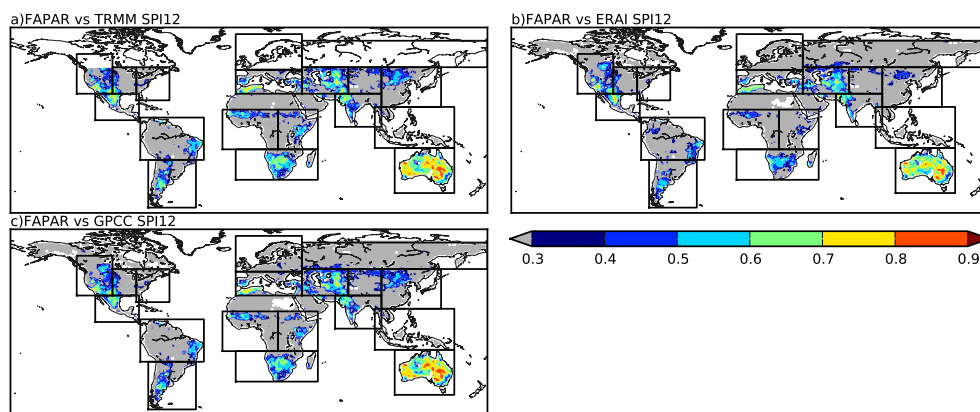 a)FAPAR vs TRMM SPI12
b)FAPAR vs ERAI SPI12
c)FAPAR vs GPCC SPI12
0.3 0.4 0.5 0.6 0.7 0.8 0.9